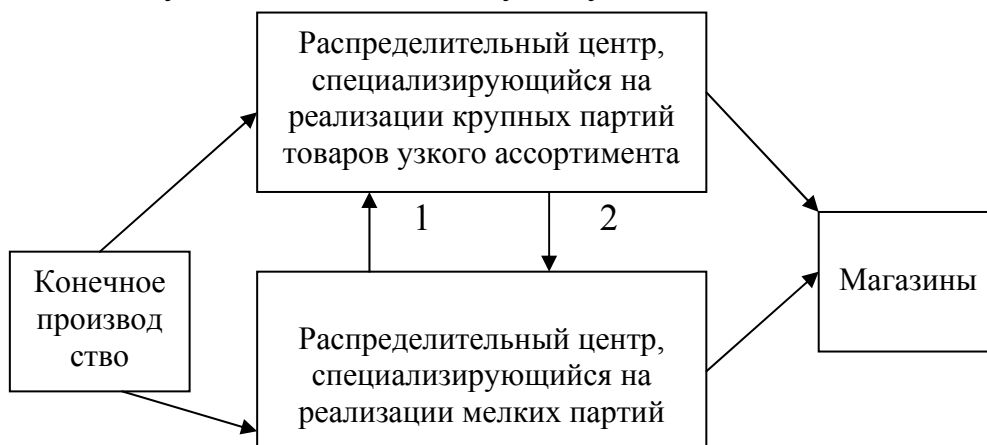 Распределительный центр,
специализирующийся на
реализации крупных партий
товаров узкого ассортимента
1
2
Конечное
производ
ство
Магазины
Распределительный центр,
специализирующийся на
реализации мелких партий